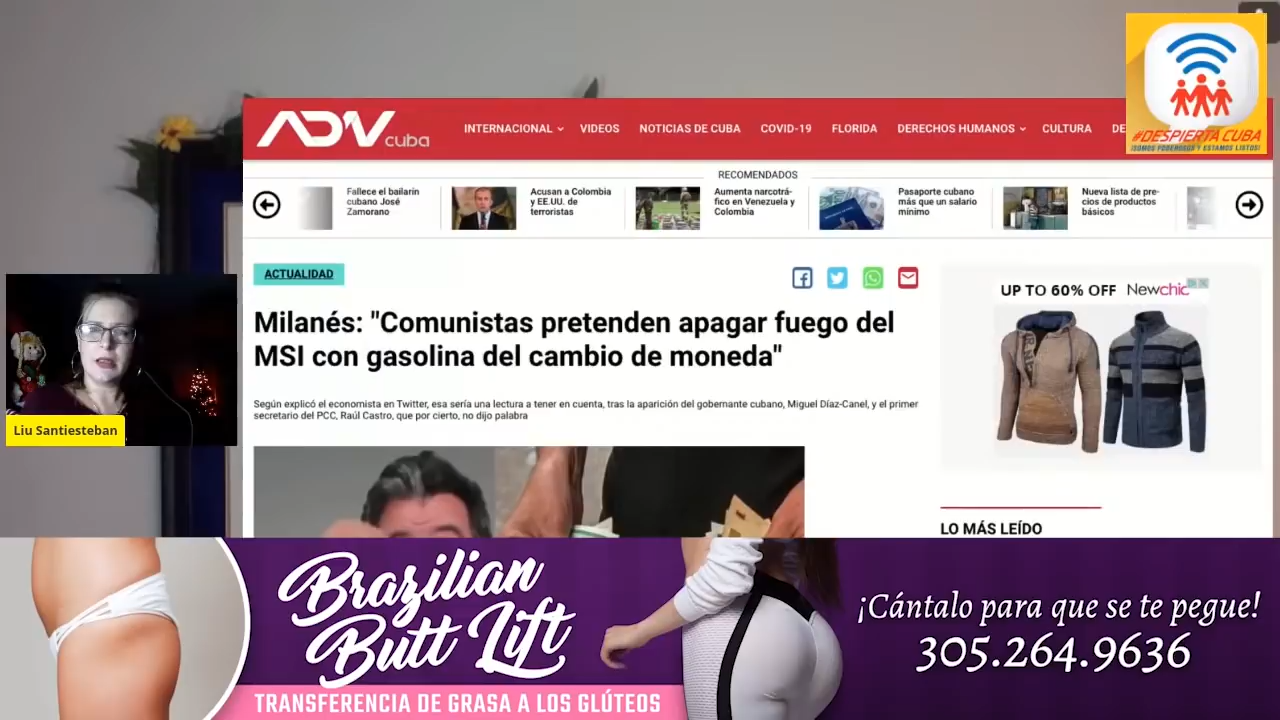 ADN cuba
INTERNACIONAL VIDEOS NOTICIAS DE CUBA COVID-19 FLORIDA DERECHOS HUMANOS CULTURA DE
#DESPIERTA CUBA
¡SOMOS PODEROSOS Y ESTAMOS LISTOS!
RECOMENDADOS
Fallece el bailarín
cubano José
Zamorano
Acusan a Colombia
y EE.UU. de
terroristas
Aumenta narcotrá-
fico en Venezuela y
Colombia
Pasaporte cubano
más que un salario
mínimo
Nueva lista de pre-
cios de productos
básicos
ACTUALIDAD
Milanés: "Comunistas pretenden apagar fuego del
MSI con gasolina del cambio de moneda"
Según explicó el economista en Twitter, esa sería una lectura a tener en cuenta, tras la aparición del gobernante cubano, Miguel Díaz-Canel, y el primer
secretario del PCC, Raúl Castro, que por cierto, no dijo palabra
UP TO 60% OFF Newchic
LO MÁS LEÍDO
Liu Santiesteban
Brazilian
Butt Lift
TRANSFERENCIA DE GRASA A LOS GLÚTEOS
¡Cántalo para que se te pegue!
305.264.9636